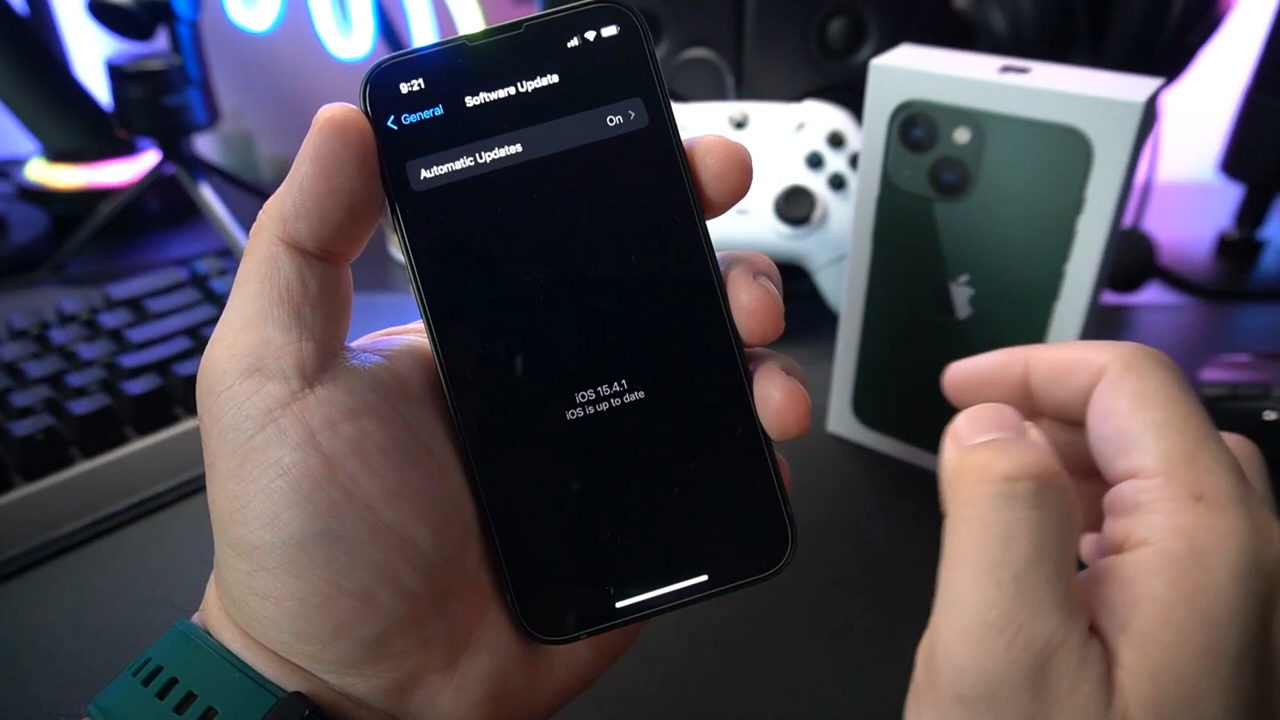 9:21
General
Software Update
Automatic Updates On
iOS 15.4.1
iOS is up to date